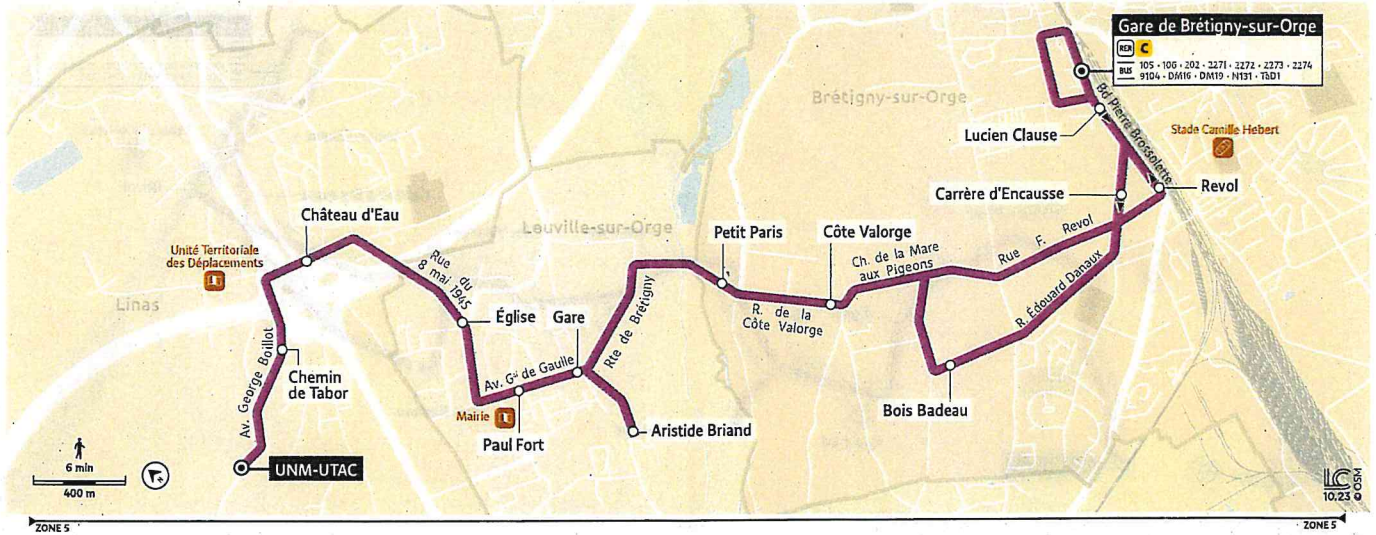 Gare de Brétigny-sur-Orge
RER C
BUS 105 · 106 · 202 · 2271 · 2272 · 2273 · 2274
9104 · DM16 · DM19 · N131 · TàD1
Bd Pierre Brossolette
Brétigny-sur-Orge
Lucien Clause
Stade Camille Hebert
Carrère d'Encausse
Revol
Château d'Eau
Unité Territoriale
des Déplacements
Linas
Leuville-sur-Orge
Petit Paris
Côte Valorge
Ch. de la Mare
aux Pigeons
Rue F. Revol
R. Édouard Danaux
Rue du
8 mai 1945
Église
Gare
Rte de Brétigny
R. de la
Côte Valorge
Av. George Boillot
Chemin
de Tabor
Av. Gal de Gaulle
Mairie
Paul Fort
Aristide Briand
Bois Badeau
UNM-UTAC
6 min
400 m
LC
10.23 © OSM
ZONE 5
ZONE 5